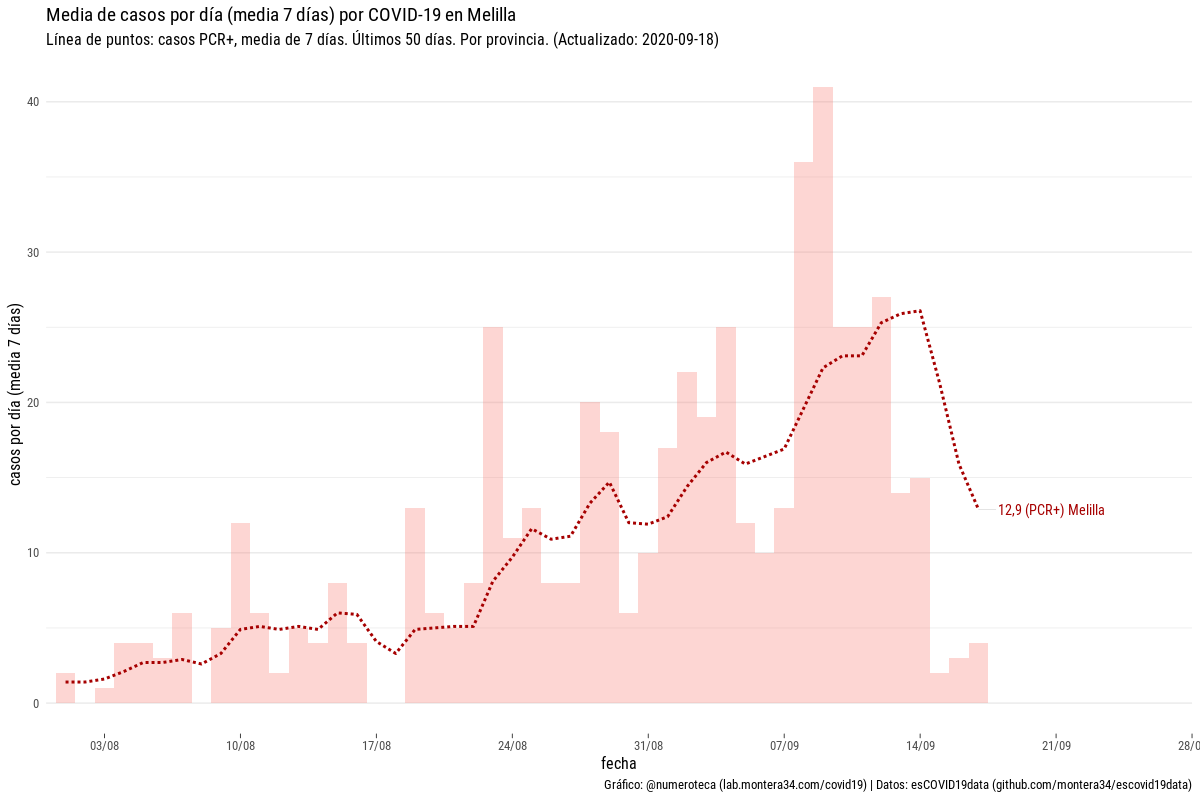 Media de casos por día (media 7 días) por COVID-19 en Melilla
Línea de puntos: casos PCR+, media de 7 días. Últimos 50 días. Por provincia. (Actualizado: 2020-09-18)
casos por día (media 7 días)
40
30
20
10
0
12,9 (PCR+) Melilla
03/08
10/08
17/08
24/08
31/08
07/09
14/09
21/09
28/0
fecha
Gráfico: @numeroteca (lab.montera34.com/covid19) | Datos: esCOVID19data (github.com/montera34/escovid19data)